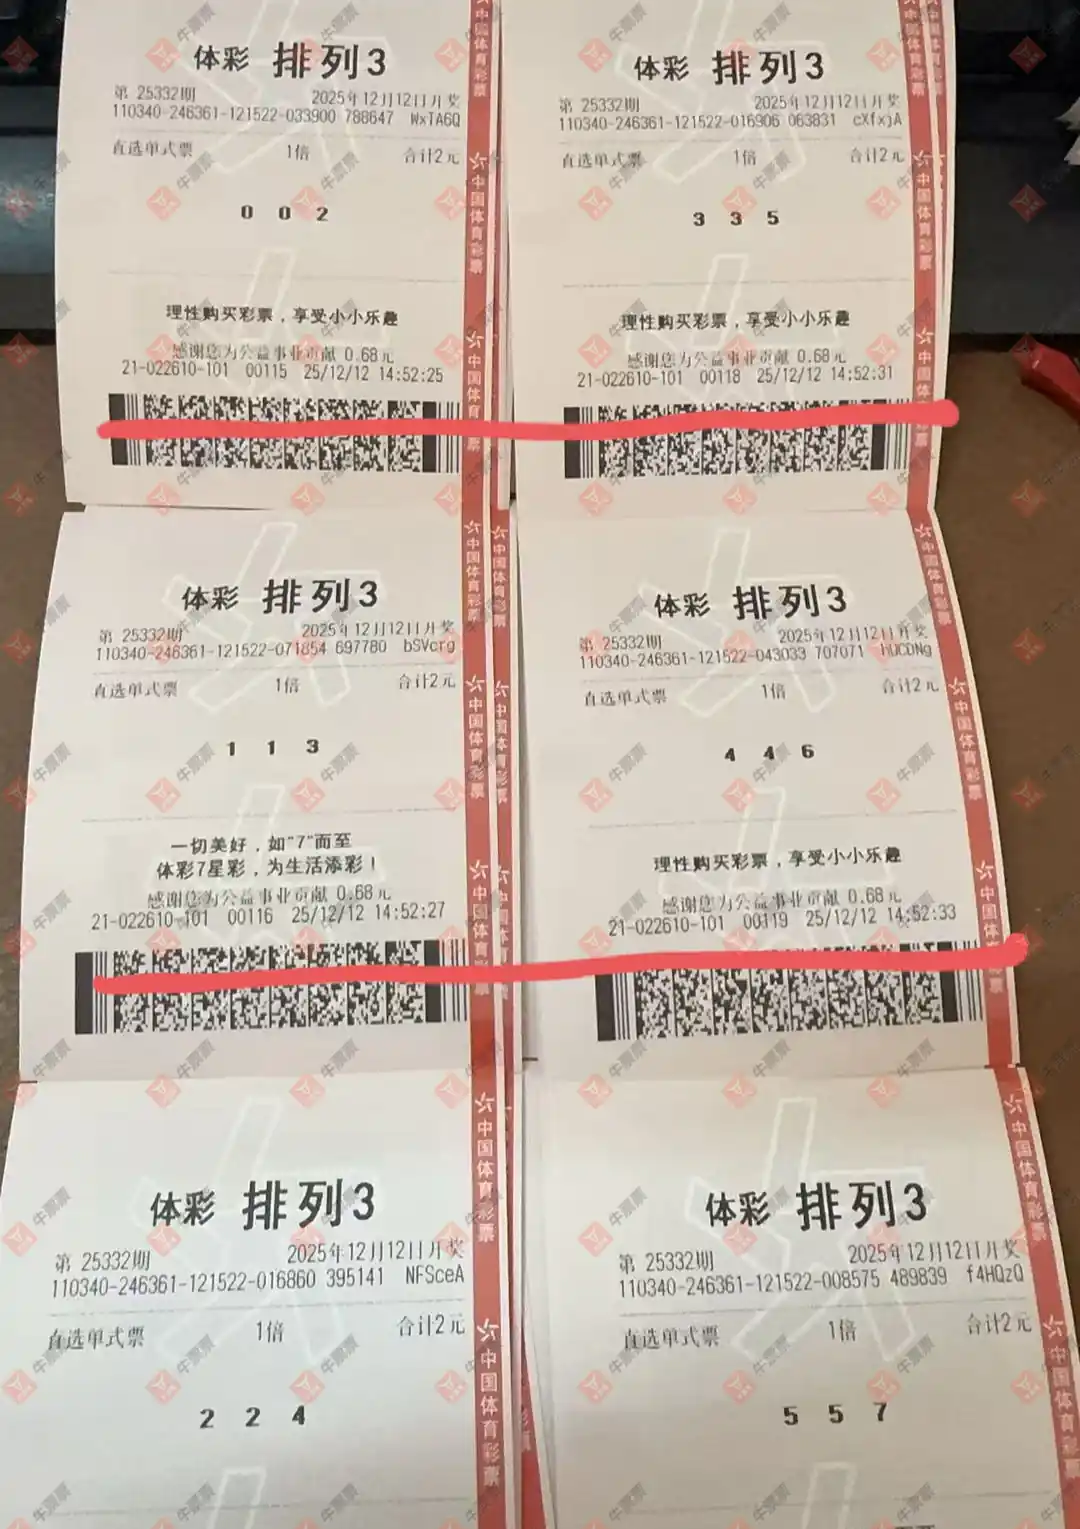 体彩 排列3
第 25332期 2025年12月12日开奖
110340-246361-121522-033900 788647 WxTA6Q
直选单式票 1倍 合计2元
0 0 2
理性购买彩票，享受小小乐趣
感谢您为公益事业贡献 0.68元
21-022610-101 00115 25/12/12 14:52:25
体彩 排列3
第 25332期 2025年12月12日开奖
110340-246361-121522-016906 063831 cXfxjA
直选单式票 1倍 合计2元
3 3 5
理性购买彩票，享受小小乐趣
感谢您为公益事业贡献 0.68元
21-022610-101 00118 25/12/12 14:52:31
体彩 排列3
第 25332期 2025年12月12日开奖
110340-246361-121522-071854 697780 bSVcrg
直选单式票 1倍 合计2元
1 1 3
一切美好，如“7”而至
体彩7星彩，为生活添彩！
感谢您为公益事业贡献 0.68元
21-022610-101 00116 25/12/12 14:52:27
体彩 排列3
第 25332期 2025年12月12日开奖
110340-246361-121522-043033 707071 hUCDNg
直选单式票 1倍 合计2元
4 4 6
理性购买彩票，享受小小乐趣
感谢您为公益事业贡献 0.68元
21-022610-101 00119 25/12/12 14:52:33
体彩 排列3
第 25332期 2025年12月12日开奖
110340-246361-121522-016860 395141 NFSceA
直选单式票 1倍 合计2元
2 2 4
体彩 排列3
第 25332期 2025年12月12日开奖
110340-246361-121522-008575 489839 f4HQzQ
直选单式票 1倍 合计2元
5 5 7
中国体育彩票
牛票票